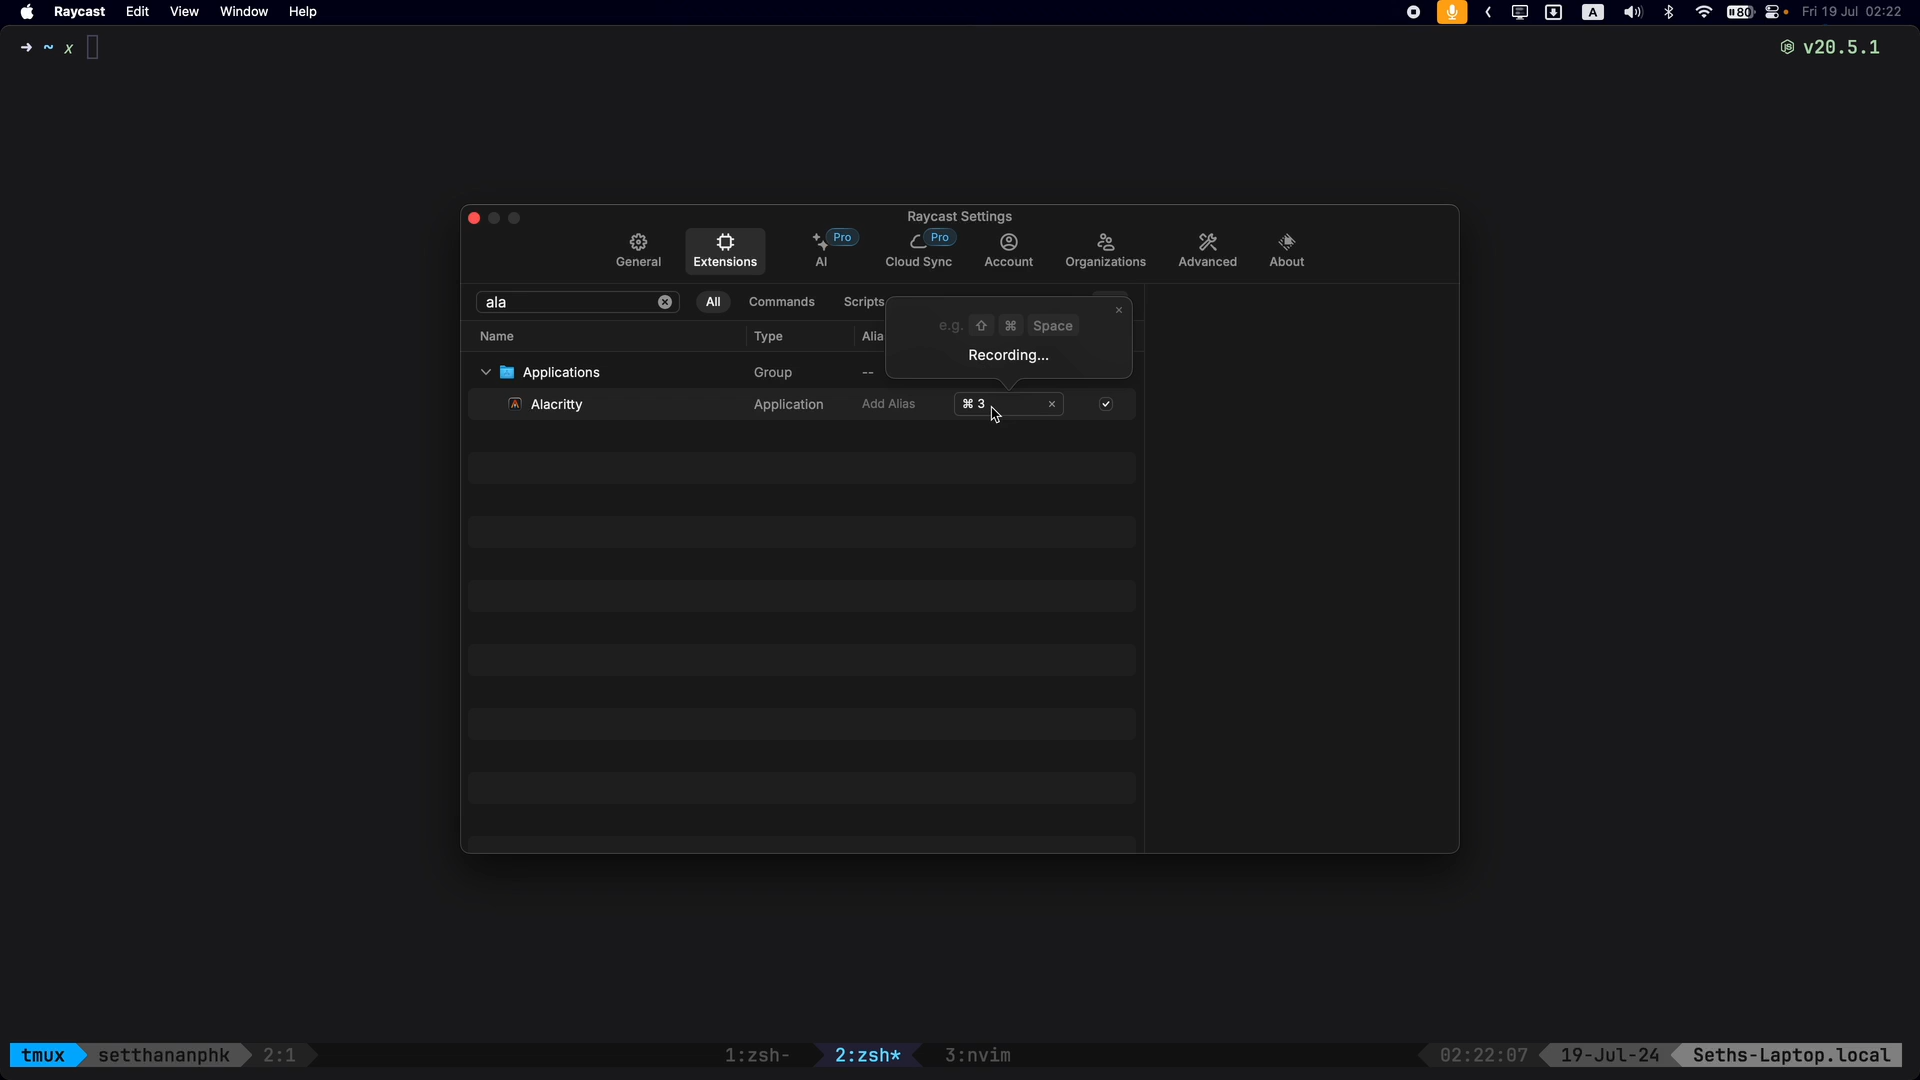 Raycast Edit View Window Help
A 80 Fri 19 Jul 02:22
→ ~ x
v20.5.1
Raycast Settings
General
Extensions
Pro
AI
Pro
Cloud Sync
Account
Organizations
Advanced
About
ala All Commands Scripts
e.g. ⇧ ⌘ Space
Recording...
Name Type Alia
Applications Group --
Alacritty Application Add Alias ⌘ 3
tmux setthananphk 2:1 1:zsh- 2:zsh* 3:nvim 02:22:07 19-Jul-24 Seths-Laptop.local